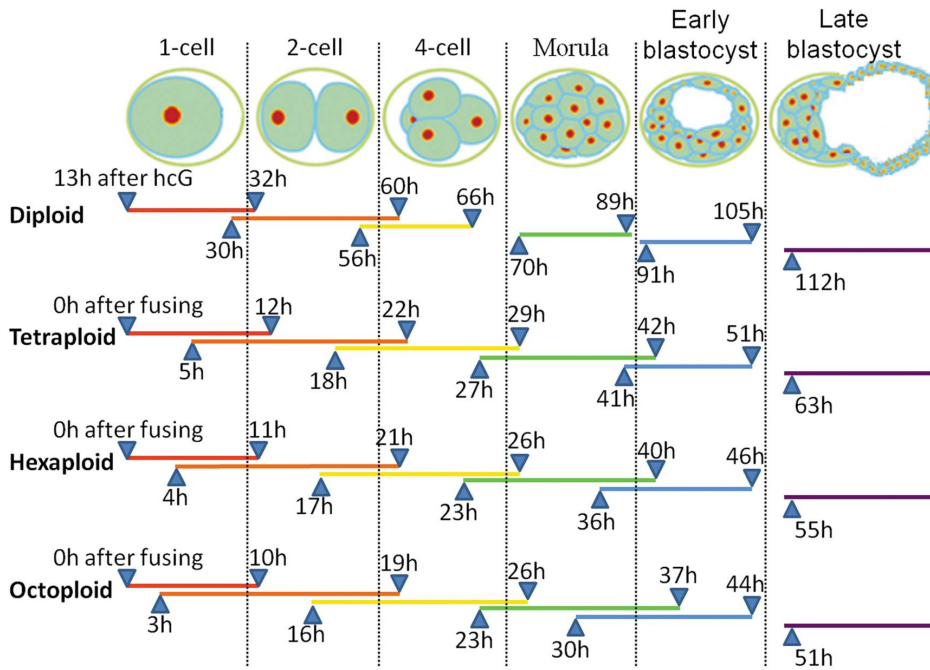 1-cell
2-cell
4-cell
Morula
Early
blastocyst
Late
blastocyst
13h after hcG
32h
60h
66h
89h
105h
Diploid
30h
56h
70h
91h
112h
0h after fusing
12h
22h
29h
42h
51h
Tetraploid
5h
18h
27h
41h
63h
0h after fusing
11h
21h
26h
40h
46h
Hexaploid
4h
17h
23h
36h
55h
0h after fusing
10h
19h
26h
37h
44h
Octoploid
3h
16h
23h
30h
51h